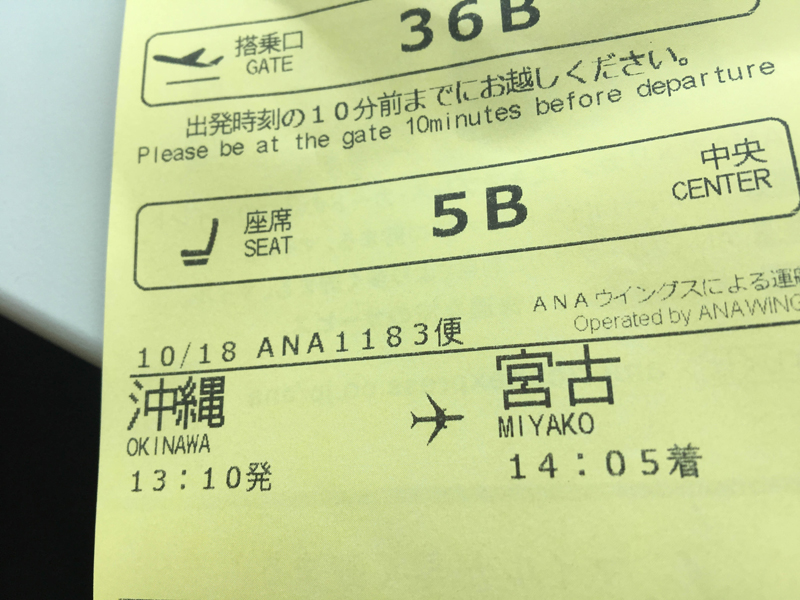 搭乗口
GATE
36B
出発時刻の10分前までにお越しください。
Please be at the gate 10minutes before departure
座席
SEAT
5B
中央
CENTER
ANAウイングスによる運航
Operated by ANAWING
10/18 ANA1183便
沖縄
OKINAWA
13:10発
宮古
MIYAKO
14:05着